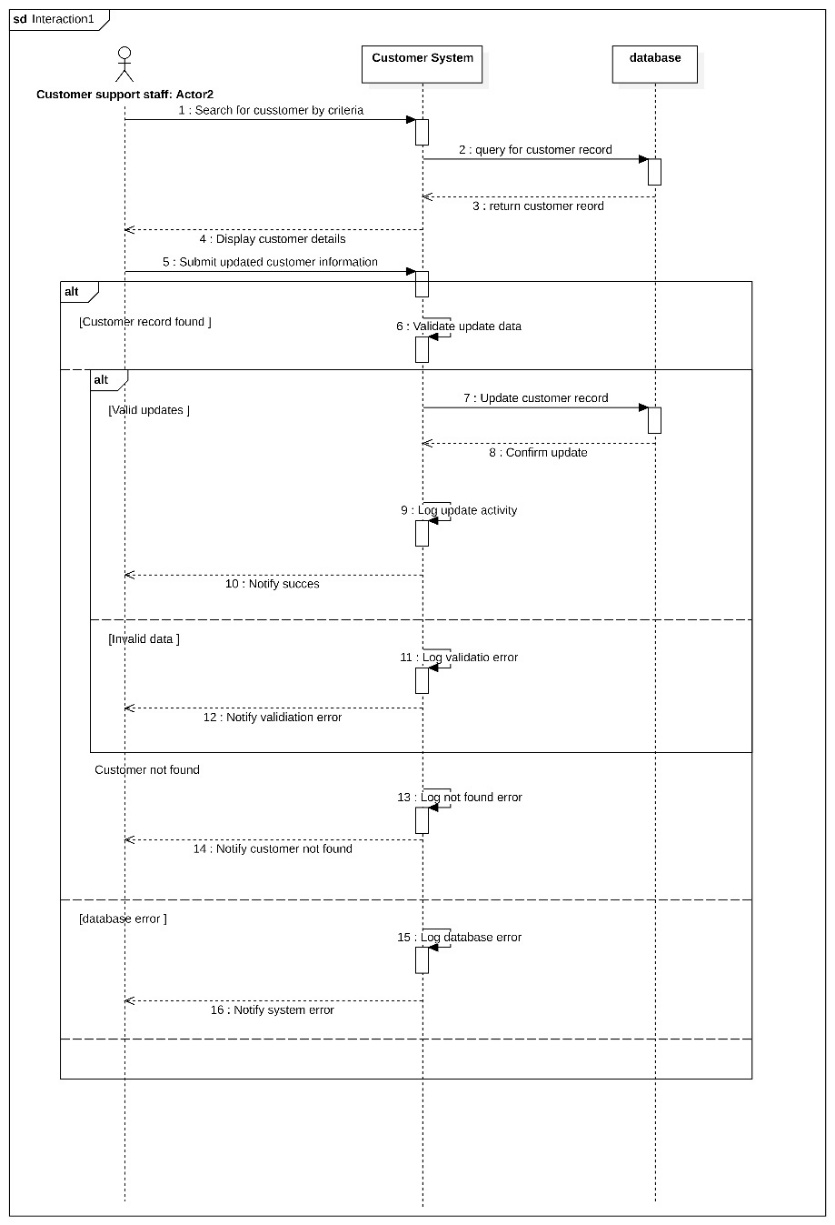 sd Interaction1
Customer System
database
Customer support staff: Actor2
1 : Search for cusstomer by criteria
2 : query for customer record
3 : return customer reord
4 : Display customer details
5 : Submit updated customer information
alt
[Customer record found ]
6 : Validate update data
alt
[Valid updates ]
7 : Update customer record
8 : Confirm update
9 : Log update activity
10 : Notify succes
[Invalid data ]
11 : Log validatio error
12 : Notify validiation error
Customer not found
13 : Log not found error
14 : Notify customer not found
[database error ]
15 : Log database error
16 : Notify system error